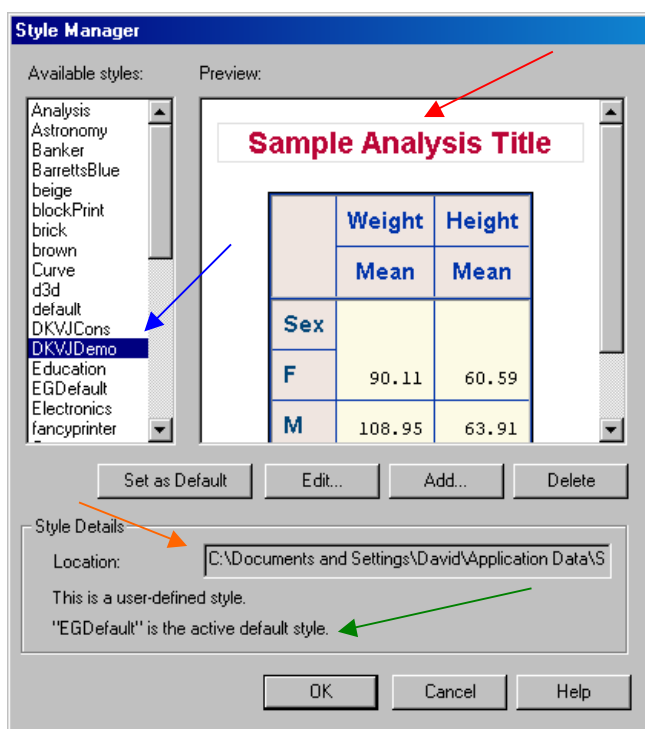 Style Manager
Available styles:
Preview:
Analysis
Astronomy
Banker
BarrettsBlue
beige
blockPrint
brick
brown
Curve
d3d
default
DKVJCons
DKVJDemo
Education
EGDefault
Electronics
fancyprinter
Sample Analysis Title
Weight Height
Mean Mean
Sex
F 90.11 60.59
M 108.95 63.91
Set as Default
Edit...
Add...
Delete
Style Details
Location: C:\Documents and Settings\David\Application Data\S
This is a user-defined style.
"EGDefault" is the active default style.
OK
Cancel
Help